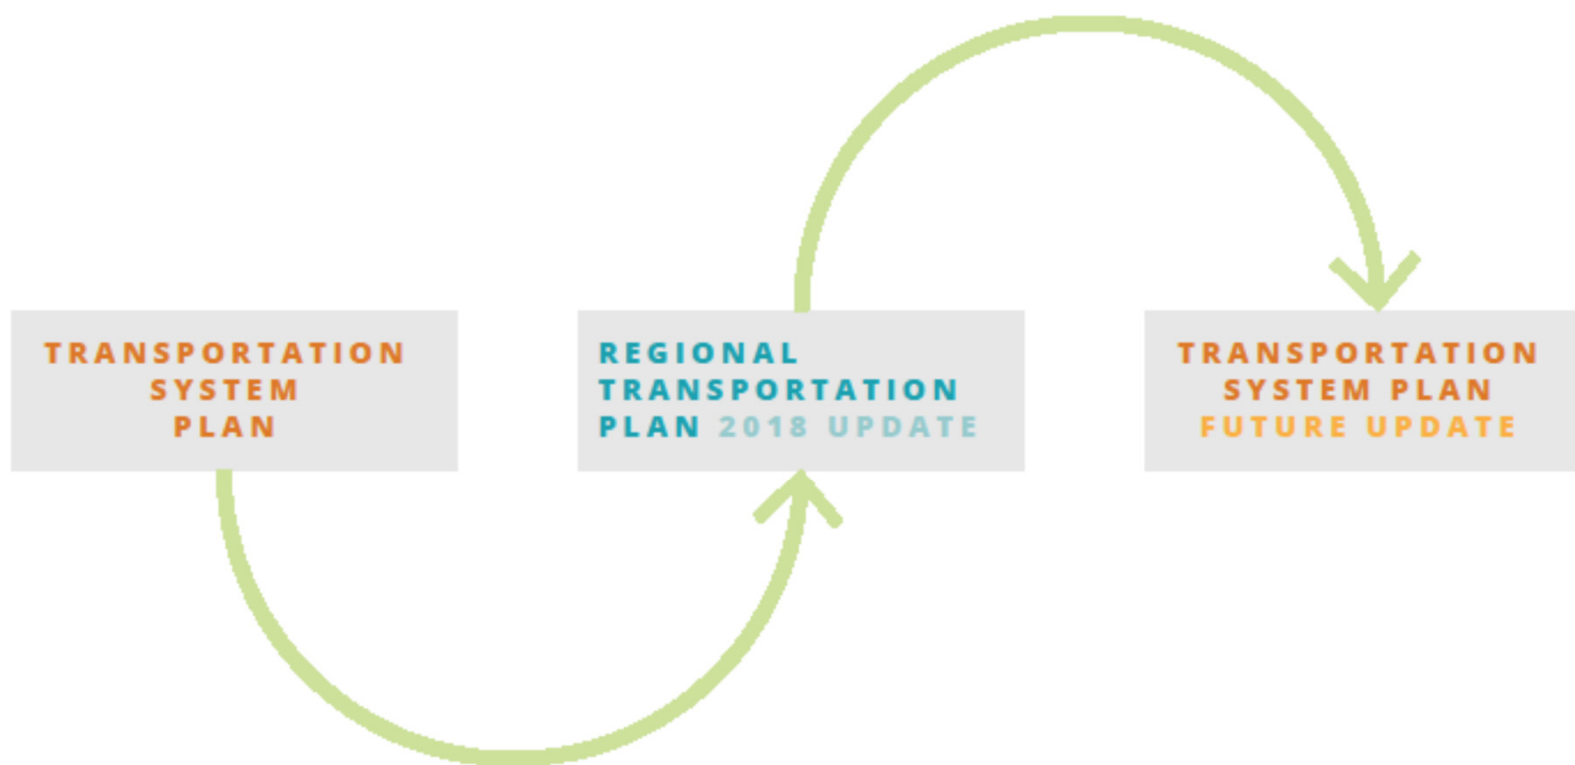 TRANSPORTATION
SYSTEM
PLAN
REGIONAL
TRANSPORTATION
PLAN 2018 UPDATE
TRANSPORTATION
SYSTEM PLAN
FUTURE UPDATE